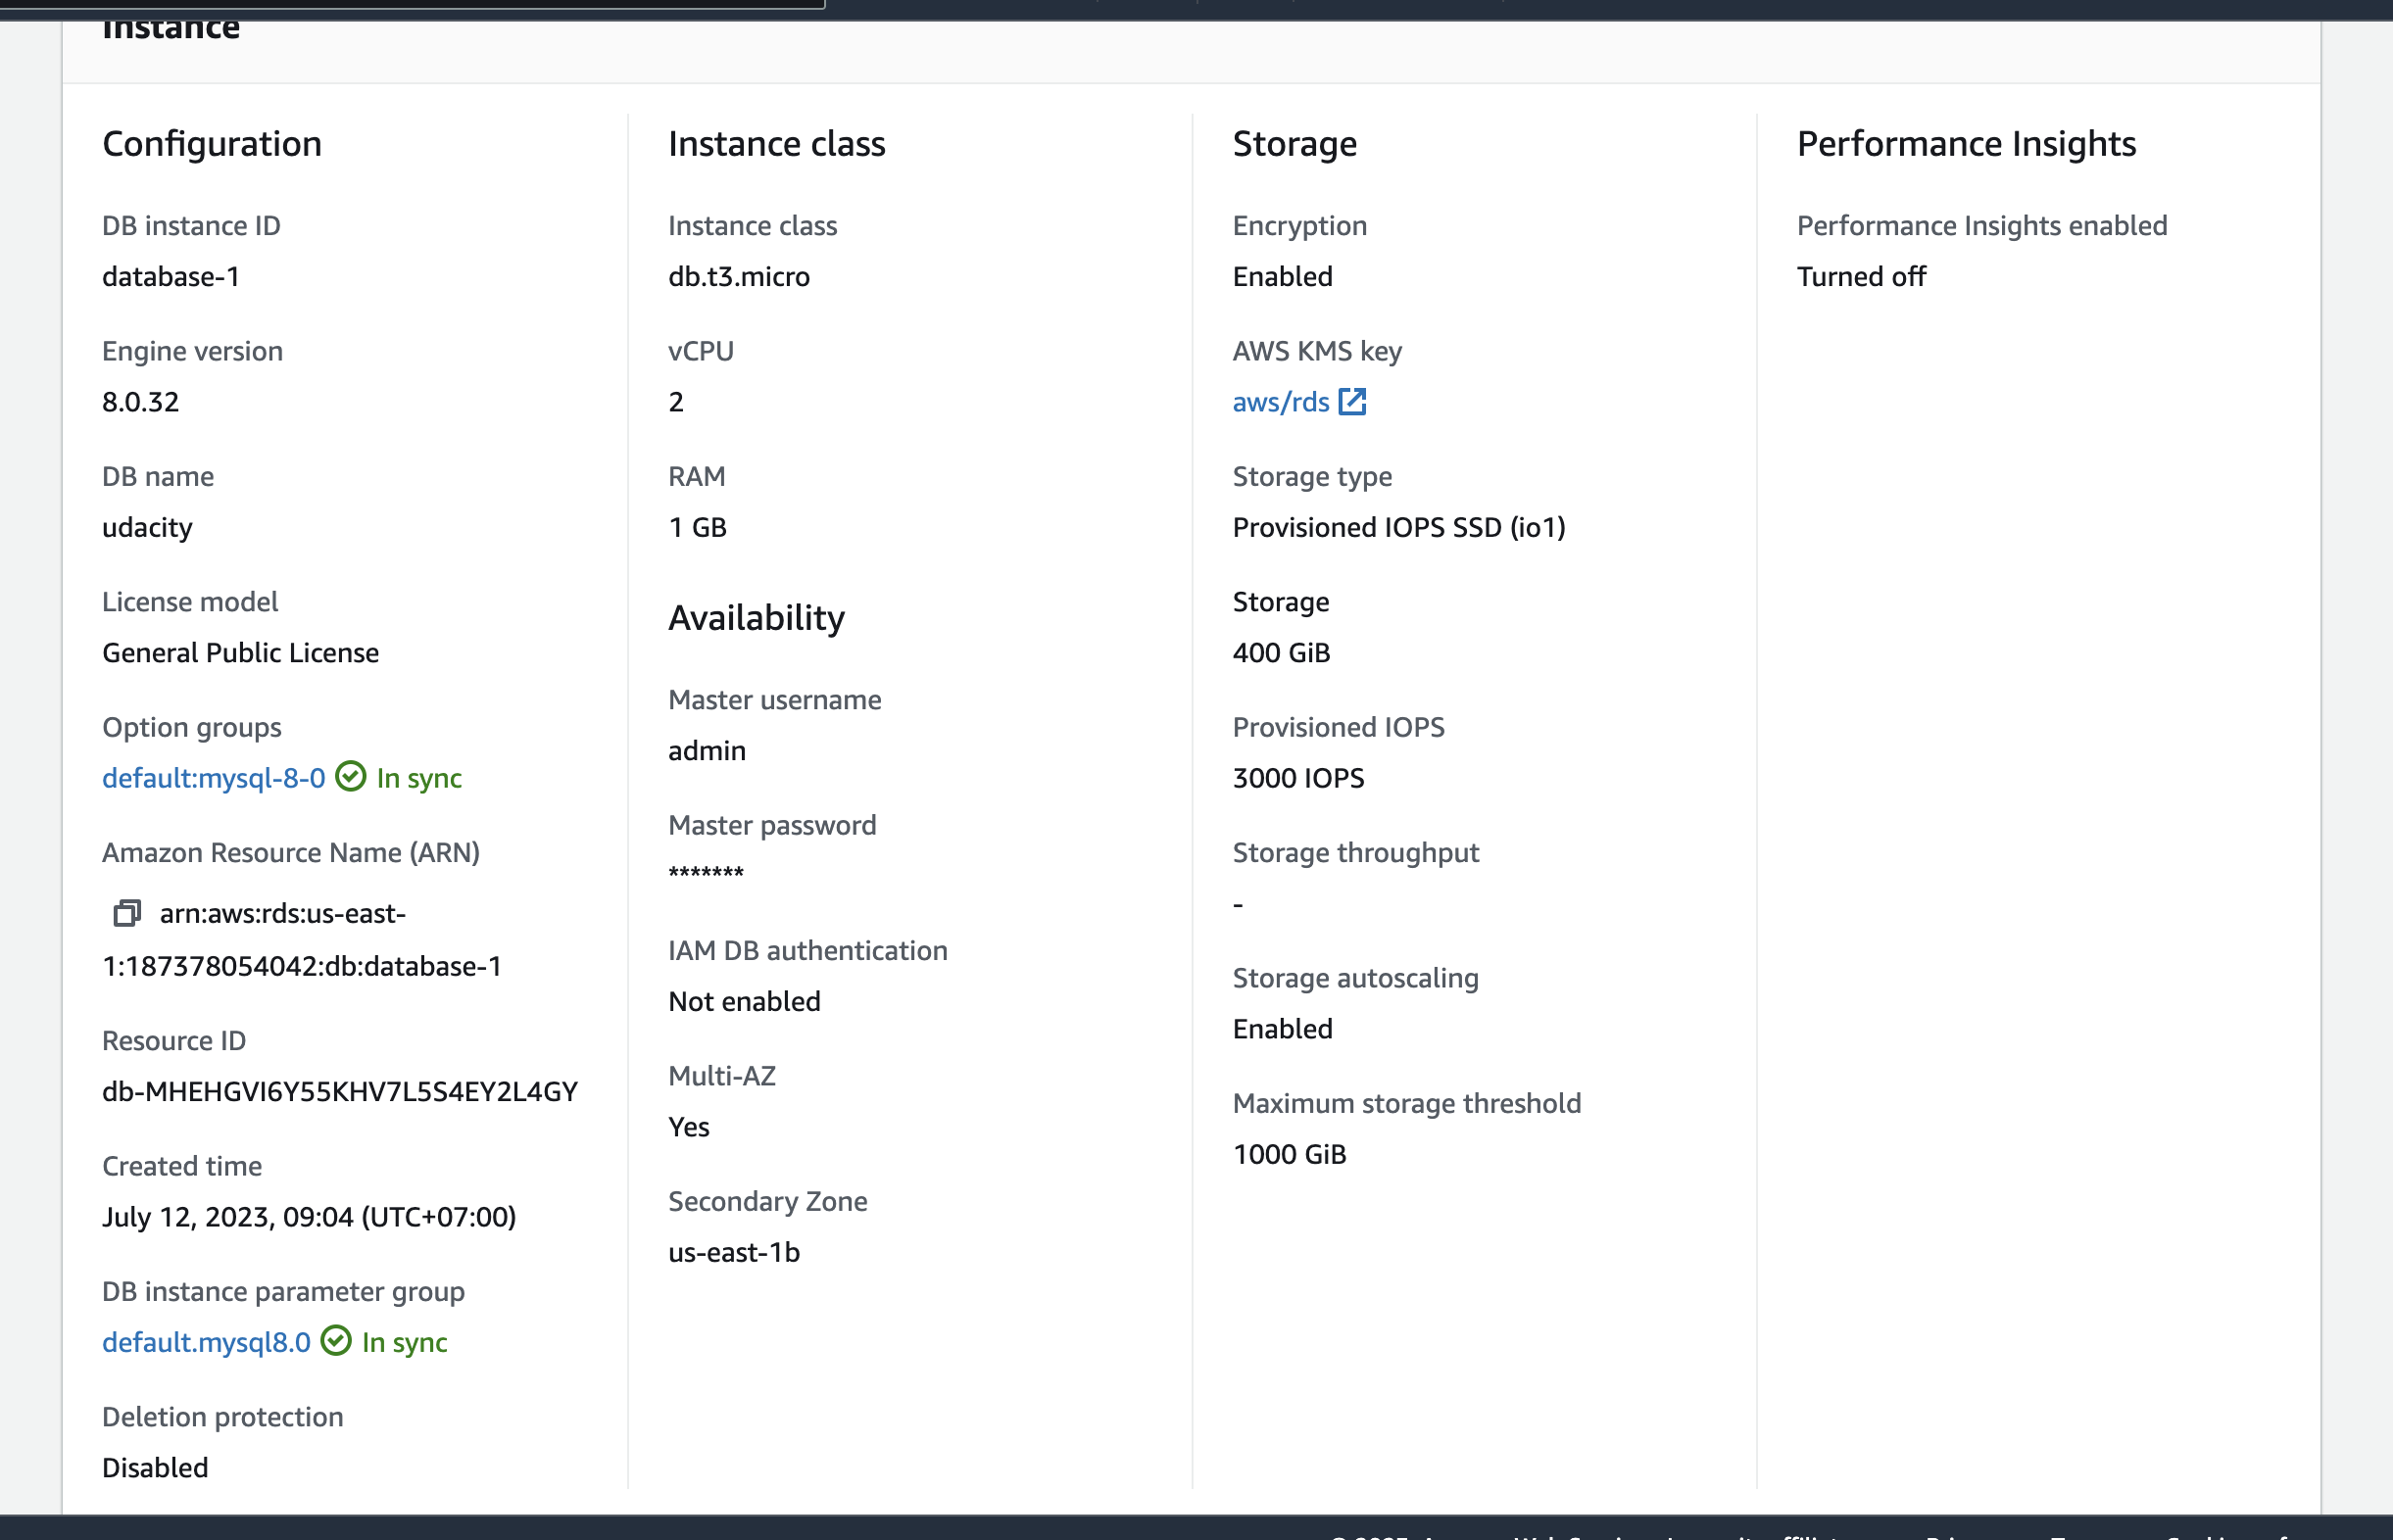 Instance
Configuration
DB instance ID
database-1
Engine version
8.0.32
DB name
udacity
License model
General Public License
Option groups
default:mysql-8-0 In sync
Amazon Resource Name (ARN)
arn:aws:rds:us-east-
1:187378054042:db:database-1
Resource ID
db-MHEHGVI6Y55KHV7L5S4EY2L4GY
Created time
July 12, 2023, 09:04 (UTC+07:00)
DB instance parameter group
default.mysql8.0 In sync
Deletion protection
Disabled
Instance class
Instance class
db.t3.micro
vCPU
2
RAM
1 GB
Availability
Master username
admin
Master password
*******
IAM DB authentication
Not enabled
Multi-AZ
Yes
Secondary Zone
us-east-1b
Storage
Encryption
Enabled
AWS KMS key
aws/rds
Storage type
Provisioned IOPS SSD (io1)
Storage
400 GiB
Provisioned IOPS
3000 IOPS
Storage throughput
-
Storage autoscaling
Enabled
Maximum storage threshold
1000 GiB
Performance Insights
Performance Insights enabled
Turned off